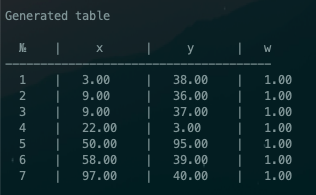 Generated table
№ | x | y | w
1 | 3.00 | 38.00 | 1.00
2 | 9.00 | 36.00 | 1.00
3 | 9.00 | 37.00 | 1.00
4 | 22.00 | 3.00 | 1.00
5 | 50.00 | 95.00 | 1.00
6 | 58.00 | 39.00 | 1.00
7 | 97.00 | 40.00 | 1.00